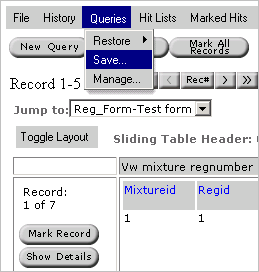 File History Queries Hit Lists Marked Hits
New Query Mark All Records
Restore
Save...
Manage...
Record 1-5 Rec#
Jump to: Reg_Form-Test form
Toggle Layout Sliding Table Header:
Vw mixture regnumber
Record: 1 of 7
Mixtureid Regid
1 1
Mark Record
Show Details